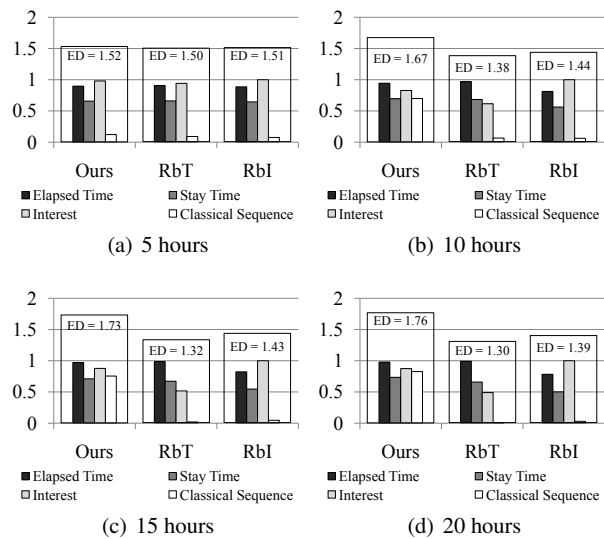 2
1.5
1
0.5
0
ED = 1.52
ED = 1.50
ED = 1.51
Ours RbT RbI
Elapsed Time Stay Time
Interest Classical Sequence
(a) 5 hours
2
1.5
1
0.5
0
ED = 1.67
ED = 1.38
ED = 1.44
Ours RbT RbI
Elapsed Time Stay Time
Interest Classical Sequence
(b) 10 hours
2
1.5
1
0.5
0
ED = 1.73
ED = 1.32
ED = 1.43
Ours RbT RbI
Elapsed Time Stay Time
Interest Classical Sequence
(c) 15 hours
2
1.5
1
0.5
0
ED = 1.76
ED = 1.30
ED = 1.39
Ours RbT RbI
Elapsed Time Stay Time
Interest Classical Sequence
(d) 20 hours